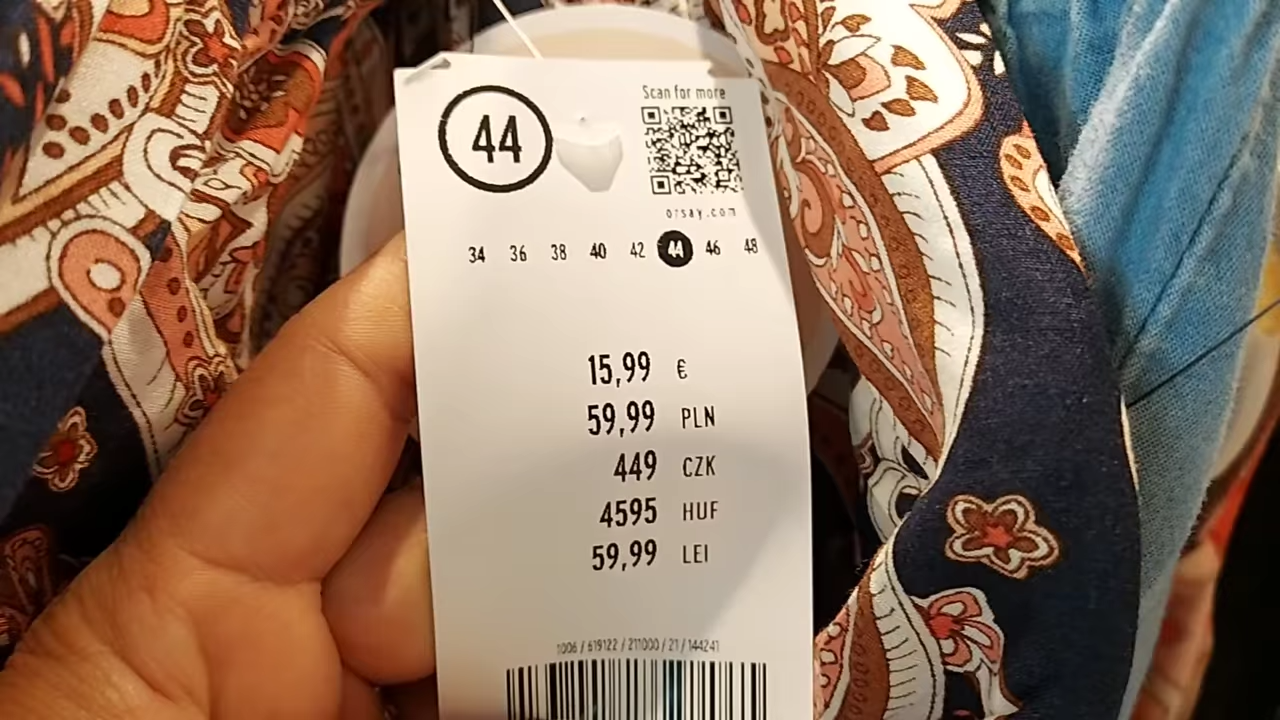 44
Scan for more
orsay.com
34 36 38 40 42 44 46 48
15,99 €
59,99 PLN
449 CZK
4595 HUF
59,99 LEI
1006 / 619122 / 211000 / 21 / 144241